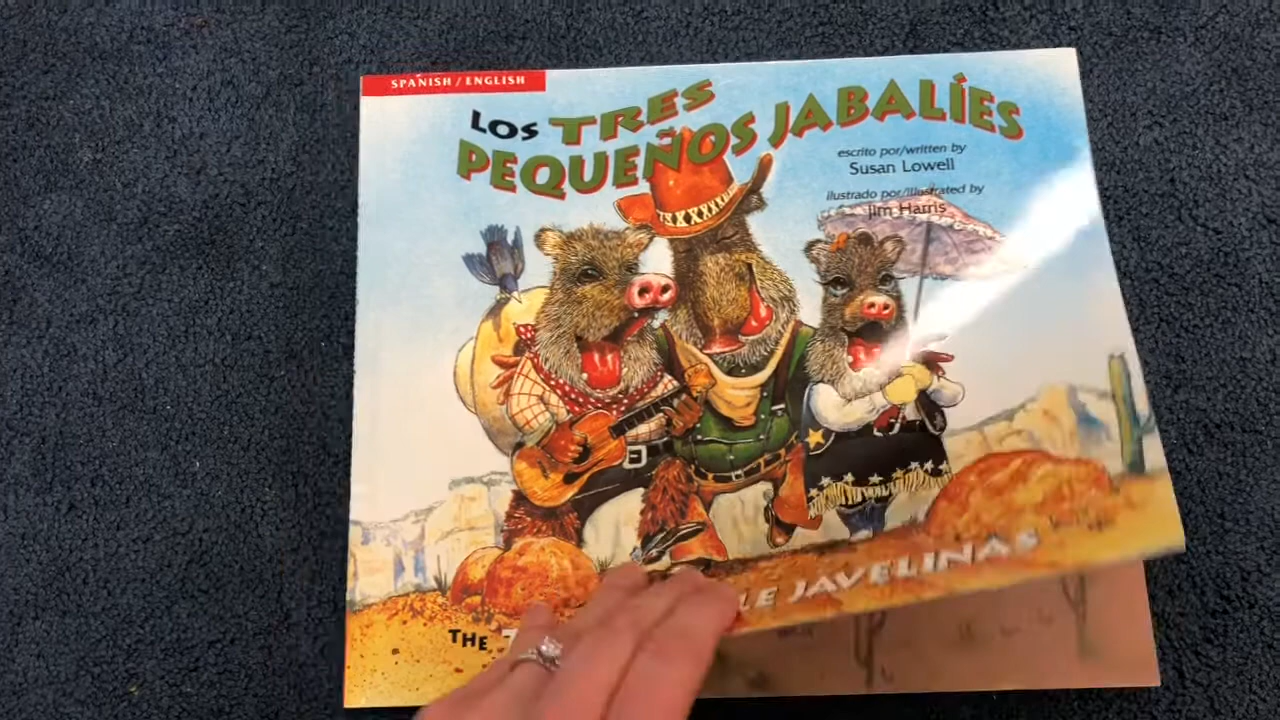 SPANISH / ENGLISH
LOS TRES
PEQUEÑOS JABALÍES
escrito por/written by
Susan Lowell
ilustrado por/illustrated by
Jim Harris
THE
LE JAVELINAS